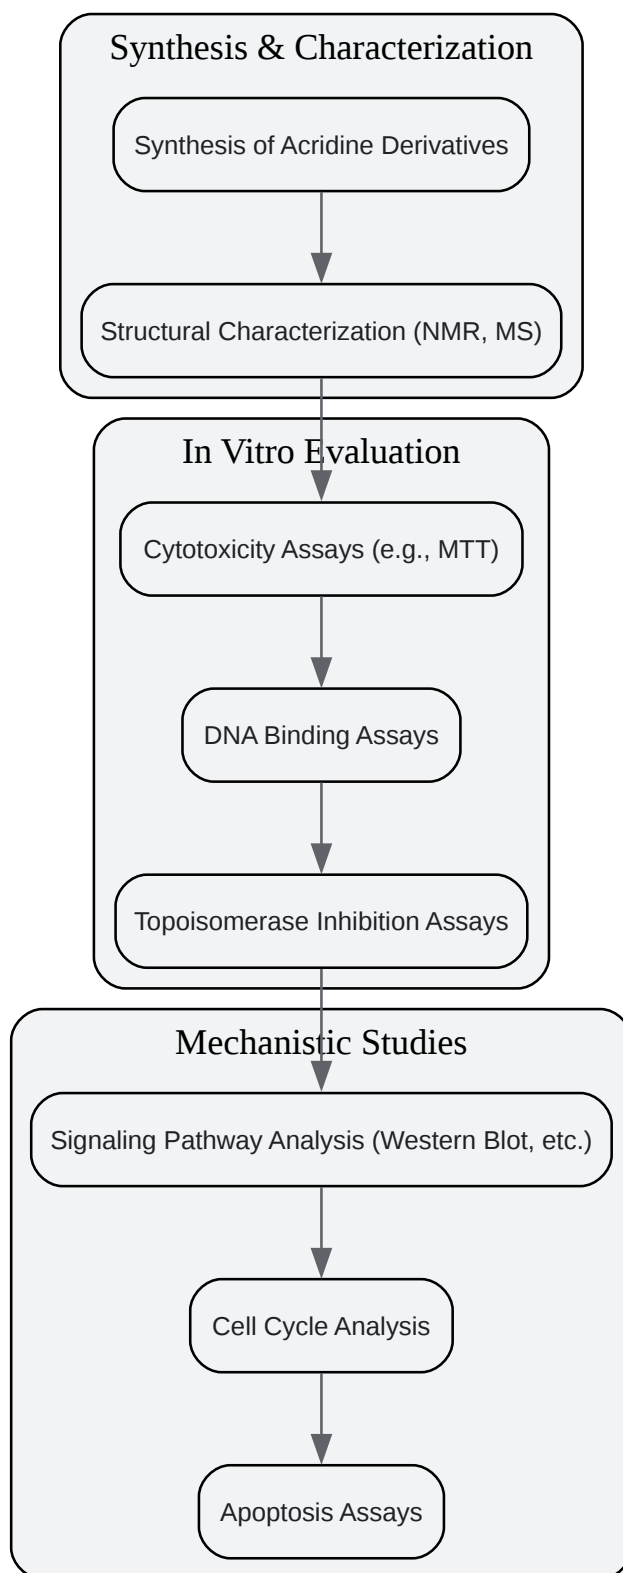 Synthesis & Characterization
Synthesis of Acridine Derivatives
Structural Characterization (NMR, MS)
In Vitro Evaluation
Cytotoxicity Assays (e.g., MTT)
DNA Binding Assays
Topoisomerase Inhibition Assays
Mechanistic Studies
Signaling Pathway Analysis (Western Blot, etc.)
Cell Cycle Analysis
Apoptosis Assays